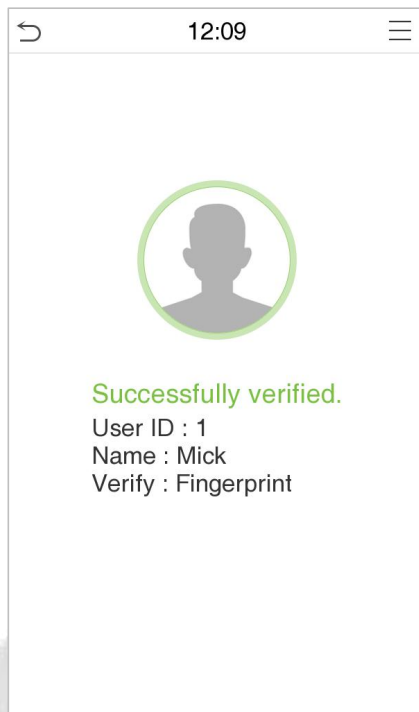 12:09
Successfully verified.
User ID : 1
Name : Mick
Verify : Fingerprint